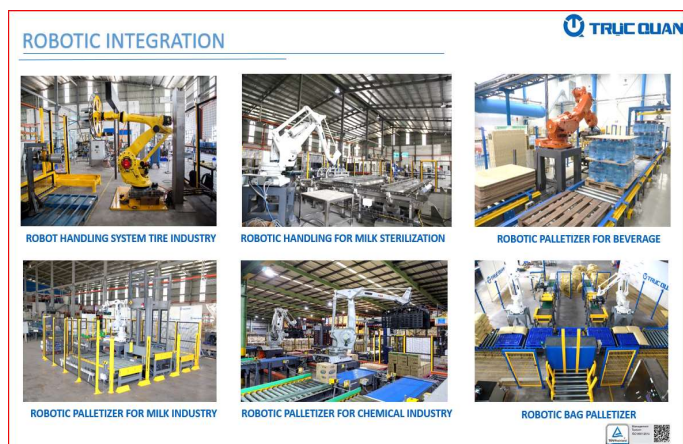 TRỤC QUAN
ROBOTIC INTEGRATION
ROBOT HANDLING SYSTEM TIRE INDUSTRY
ROBOTIC HANDLING FOR MILK STERILIZATION
ROBOTIC PALLETIZER FOR BEVERAGE
ROBOTIC PALLETIZER FOR MILK INDUSTRY
ROBOTIC PALLETIZER FOR CHEMICAL INDUSTRY
ROBOTIC BAG PALLETIZER